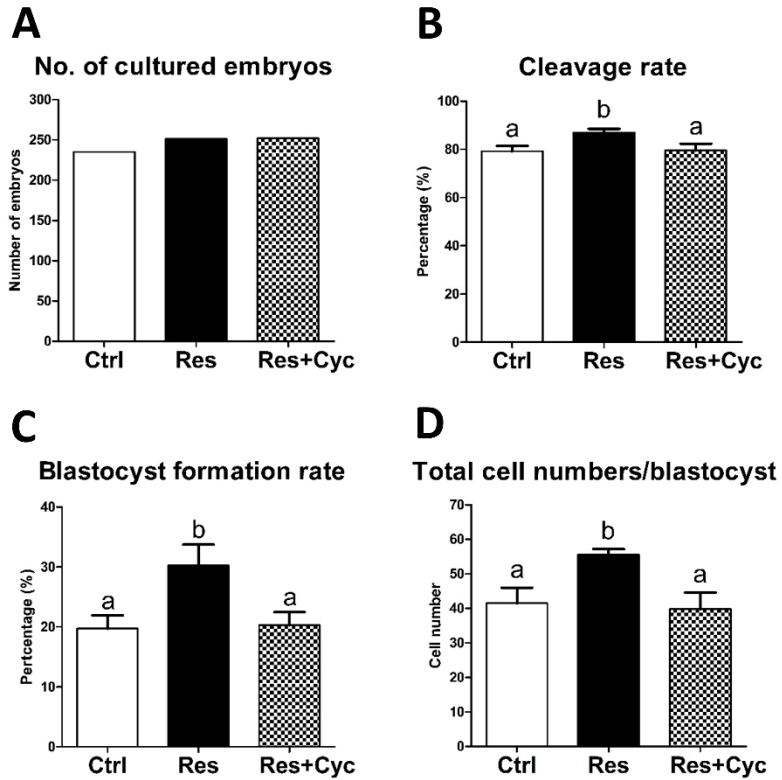 A
No. of cultured embryos
Number of embryos
300
250
200
150
100
50
0
Ctrl Res Res+Cyc
B
Cleavage rate
Percentage (%)
100
80
60
40
20
0
a b a
Ctrl Res Res+Cyc
C
Blastocyst formation rate
Pertcentage (%)
40
30
20
10
0
a b a
Ctrl Res Res+Cyc
D
Total cell numbers/blastocyst
Cell number
70
60
50
40
30
20
10
0
a b a
Ctrl Res Res+Cyc